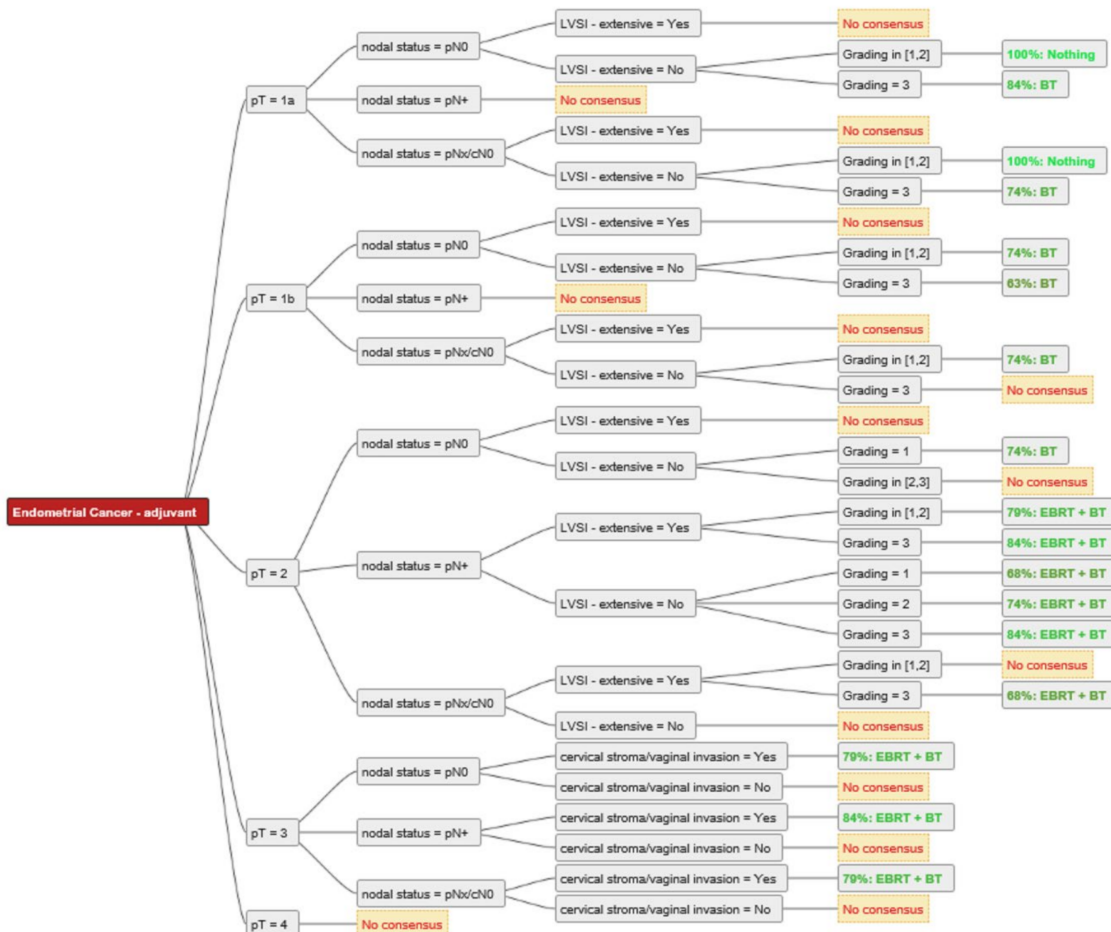 LVSI - extensive = Yes
No consensus
nodal status = pN0
Grading in [1,2]
100%: Nothing
LVSI - extensive = No
Grading = 3
84%: BT
pT = 1a
nodal status = pN+
No consensus
LVSI - extensive = Yes
No consensus
nodal status = pNx/cN0
Grading in [1,2]
100%: Nothing
LVSI - extensive = No
Grading = 3
74%: BT
LVSI - extensive = Yes
No consensus
nodal status = pN0
Grading in [1,2]
74%: BT
LVSI - extensive = No
Grading = 3
63%: BT
pT = 1b
nodal status = pN+
No consensus
LVSI - extensive = Yes
No consensus
nodal status = pNx/cN0
Grading in [1,2]
74%: BT
LVSI - extensive = No
Grading = 3
No consensus
LVSI - extensive = Yes
No consensus
nodal status = pN0
Grading = 1
74%: BT
LVSI - extensive = No
Grading in [2,3]
No consensus
Endometrial Cancer - adjuvant
Grading in [1,2]
79%: EBRT + BT
LVSI - extensive = Yes
Grading = 3
84%: EBRT + BT
pT = 2
nodal status = pN+
Grading = 1
68%: EBRT + BT
LVSI - extensive = No
Grading = 2
74%: EBRT + BT
Grading = 3
84%: EBRT + BT
Grading in [1,2]
No consensus
LVSI - extensive = Yes
Grading = 3
68%: EBRT + BT
nodal status = pNx/cN0
LVSI - extensive = No
No consensus
cervical stroma/vaginal invasion = Yes
79%: EBRT + BT
nodal status = pN0
cervical stroma/vaginal invasion = No
No consensus
cervical stroma/vaginal invasion = Yes
84%: EBRT + BT
pT = 3
nodal status = pN+
cervical stroma/vaginal invasion = No
No consensus
cervical stroma/vaginal invasion = Yes
79%: EBRT + BT
nodal status = pNx/cN0
cervical stroma/vaginal invasion = No
No consensus
pT = 4
No consensus